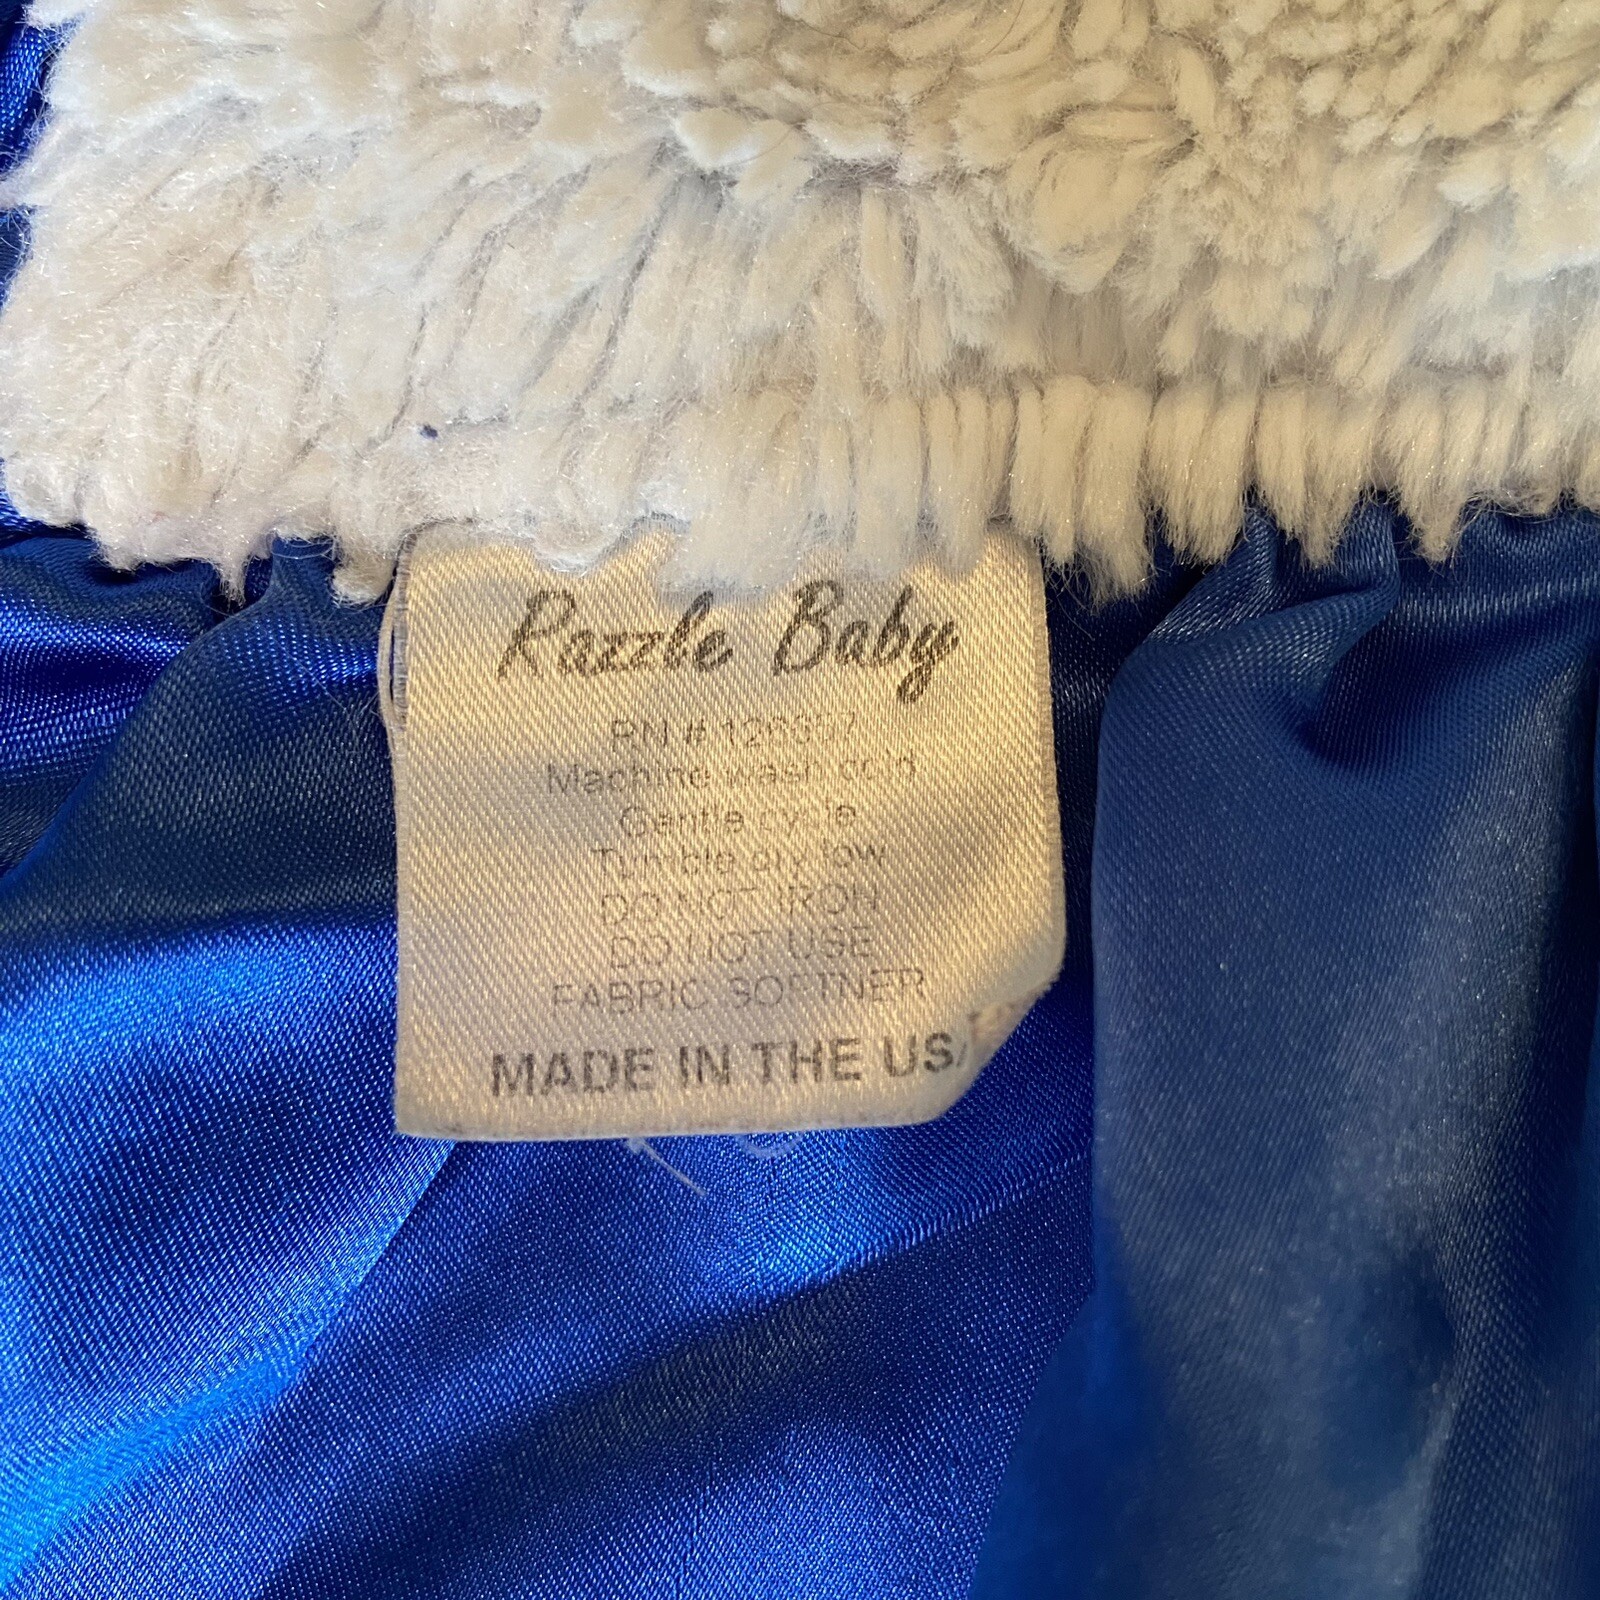 Razzle Baby
RN #
Machine wash cold
Gentle cycle
Tumble dry low
DO NOT IRON
DO NOT USE
FABRIC SOFTNER
MADE IN THE USA